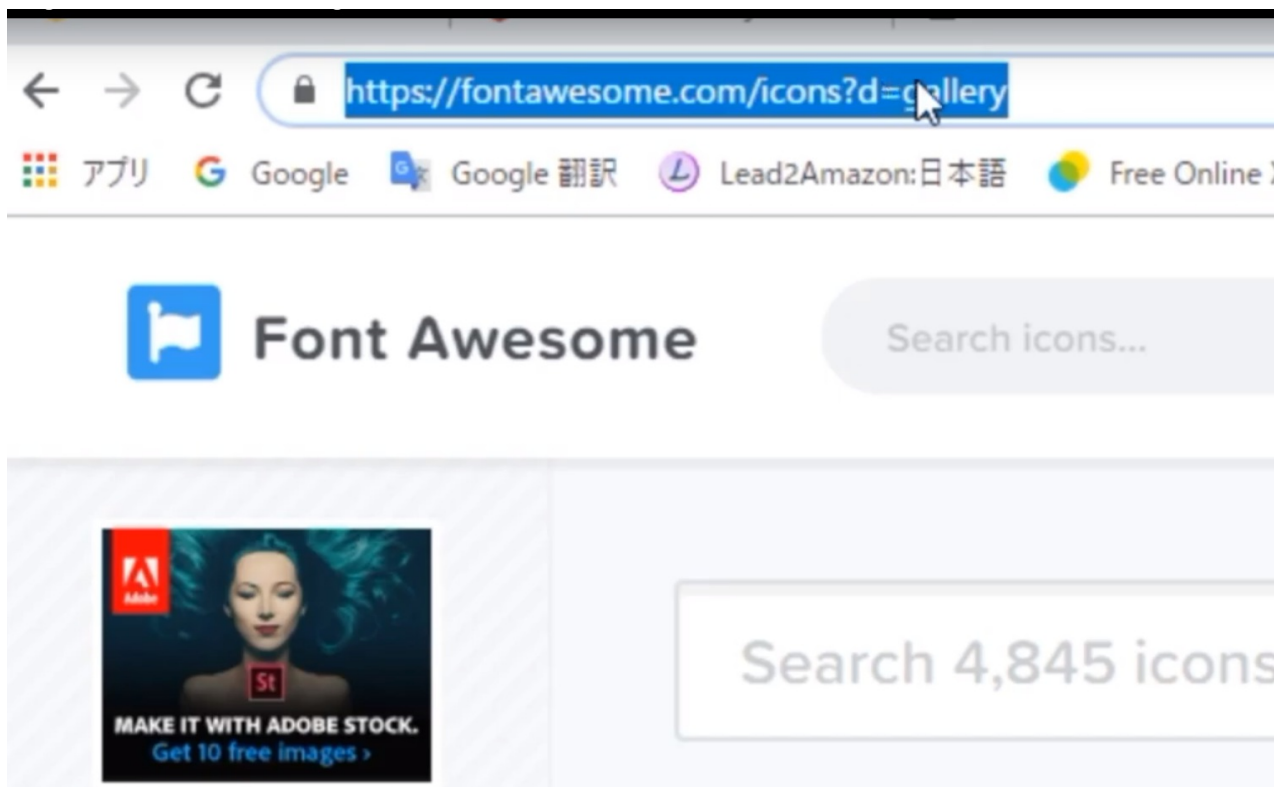 https://fontawesome.com/icons?d=gallery
アプリ Google Google 翻訳 Lead2Amazon:日本語 Free Online
Font Awesome
Search icons...
Adobe
St
MAKE IT WITH ADOBE STOCK.
Get 10 free images ›
Search 4,845 icons